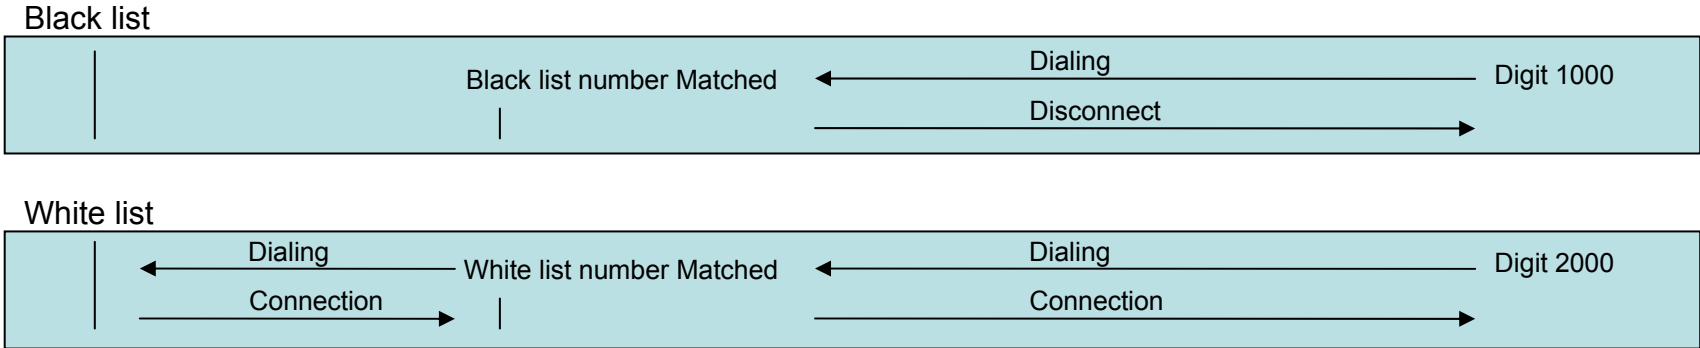 Black list
Dialing
Black list number Matched
Digit 1000
Disconnect
White list
Dialing
Dialing
White list number Matched
Digit 2000
Connection
Connection